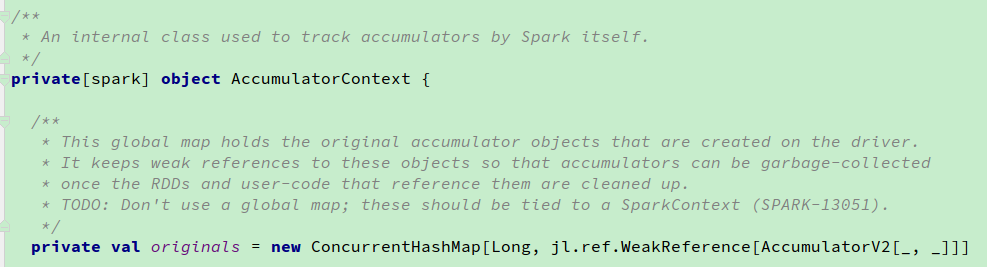 /**
 * An internal class used to track accumulators by Spark itself.
 */
private[spark] object AccumulatorContext {
/**
 * This global map holds the original accumulator objects that are created on the driver.
 * It keeps weak references to these objects so that accumulators can be garbage-collected
 * once the RDDs and user-code that reference them are cleaned up.
 * TODO: Don't use a global map; these should be tied to a SparkContext (SPARK-13051).
 */
private val originals = new ConcurrentHashMap[Long, jl.ref.WeakReference[AccumulatorV2[_, _]]]